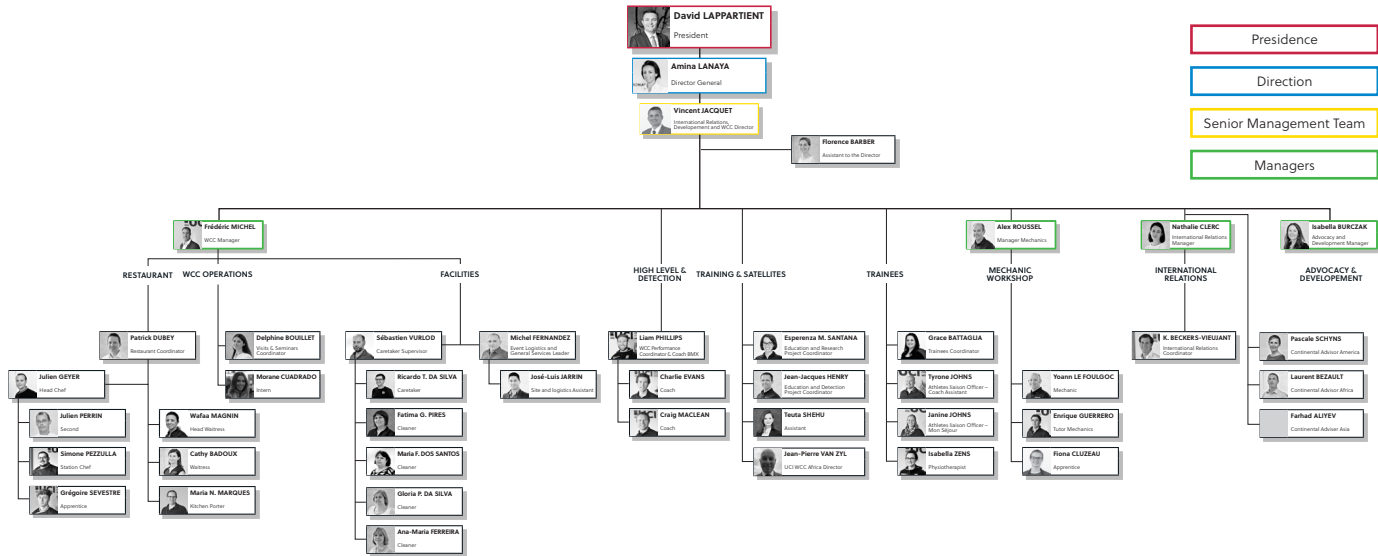 David LAPPARTIENT
President
Presidence
Amina LANAYA
Director General
Direction
Vincent JACQUET
International Relations,
Developement and WCC Director
Senior Management Team
Florence BARBER
Assistant to the Director
Managers
Frédéric MICHEL
WCC Manager
Alex ROUSSEL
Manager Mechanics
Nathalie CLERC
International Relations
Manager
Isabella BURCZAK
Advocacy and
Development Manager
RESTAURANT
WCC OPERATIONS
FACILITIES
HIGH LEVEL &
DETECTION
TRAINING & SATELLITES
TRAINEES
MECHANIC
WORKSHOP
INTERNATIONAL
RELATIONS
ADVOCACY &
DEVELOPEMENT
Patrick DUBEY
Restaurant Coordinator
Delphine BOUILLET
Visits & Seminars
Coordinator
Sébastien VURLOD
Caretaker Supervisor
Michel FERNANDEZ
Event Logistics and
General Services Leader
Liam PHILLIPS
WCC Performance
Coordinator & Coach BMX
Esperenza M. SANTANA
Education and Research
Project Coordinator
Grace BATTAGLIA
Trainees Coordinator
K. BECKERS-VIEUJANT
International Relations
Coordinator
Pascale SCHYNS
Continental Advisor America
Julien GEYER
Head Chef
Morane CUADRADO
Intern
Ricardo T. DA SILVA
Caretaker
José-Luis JARRIN
Site and logistics Assistant
Charlie EVANS
Coach
Jean-Jacques HENRY
Education and Detection
Project Coordinator
Tyrone JOHNS
Athletes liaison Officer –
Coach Assistant
Yoann LE FOULGOC
Mechanic
Laurent BEZAULT
Continental Advisor Africa
Julien PERRIN
Second
Wafaa MAGNIN
Head Waitress
Fatima G. PIRES
Cleaner
Craig MACLEAN
Coach
Teuta SHEHU
Assistant
Janine JOHNS
Athletes liaison Officer –
Mon Séjour
Enrique GUERRERO
Tutor Mechanics
Farhad ALIYEV
Continental Adviser Asia
Simone PEZZULLA
Station Chef
Cathy BADOUX
Waitress
Maria F. DOS SANTOS
Cleaner
Jean-Pierre VAN ZYL
UCI WCC Africa Director
Isabella ZENS
Physiotherapist
Fiona CLUZEAU
Apprentice
Grégoire SEVESTRE
Apprentice
Maria N. MARQUES
Kitchen Porter
Gloria P. DA SILVA
Cleaner
Ana-Maria FERREIRA
Cleaner